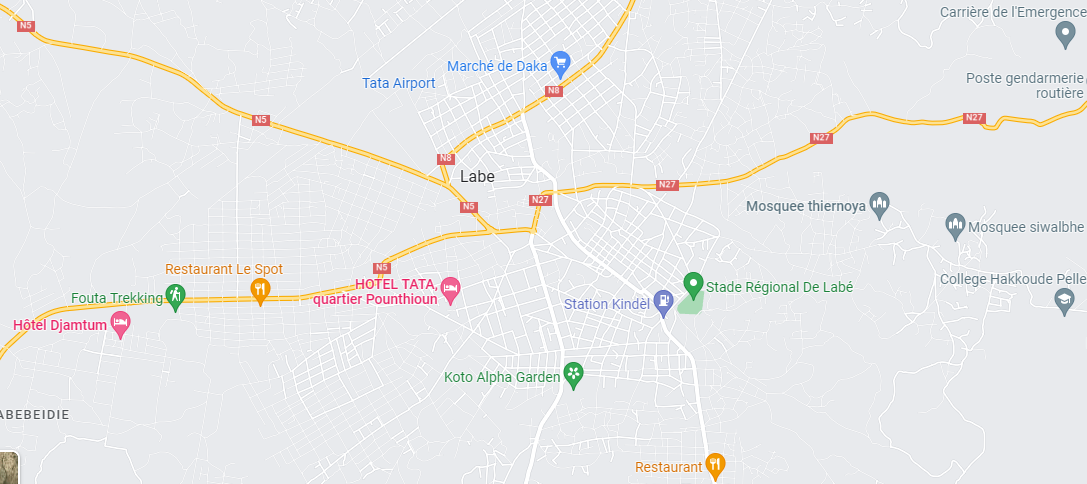 Carrière de l'Emergence
N5
Marché de Daka
Tata Airport
Poste gendarmerie
routière
N8
N5
N27
N27
N8
Labe
N27
N27
N5
Mosquee thiernoya
Mosquee siwalbhe
N5
Restaurant Le Spot
HOTEL TATA,
quartier Pounthioun
College Hakkoude Pelle
Stade Régional De Labé
Fouta Trekking
Station Kindèl
Hôtel Djamtum
Koto Alpha Garden
ABEBEIDIE
Restaurant